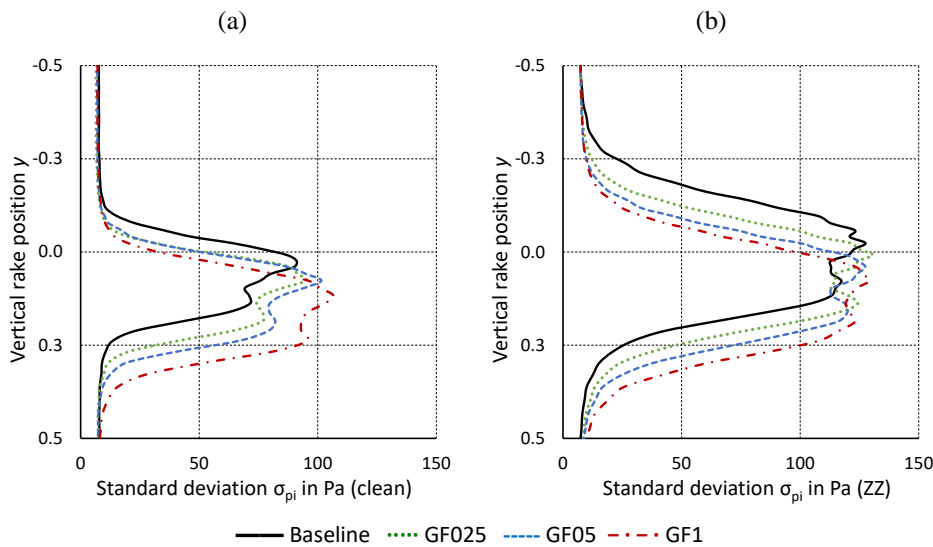 (a)
(b)
Vertical rake position y
-0.5
-0.3
0.0
0.3
0.5
0
50
100
150
Standard deviation σpi in Pa (clean)
Vertical rake position y
-0.5
-0.3
0.0
0.3
0.5
0
50
100
150
Standard deviation σpi in Pa (ZZ)
Baseline
GF025
GF05
GF1